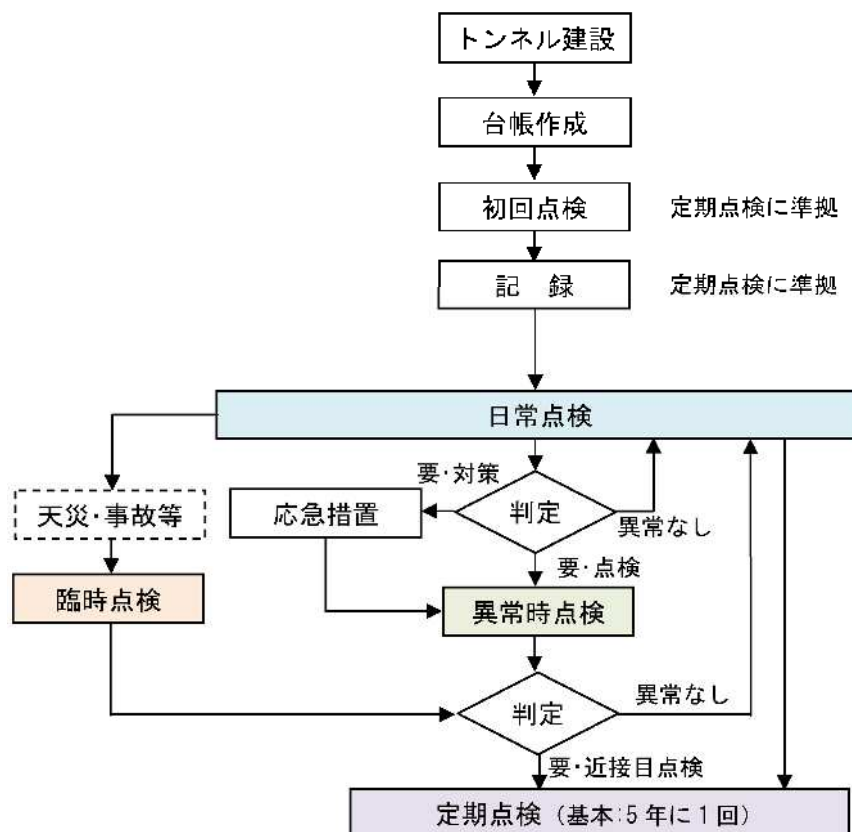 トンネル建設
台帳作成
初回点検
定期点検に準拠
記 録
定期点検に準拠
日常点検
要・対策
天災・事故等
応急措置
判定
異常なし
要・点検
臨時点検
異常時点検
異常なし
判定
要・近接目点検
定期点検（基本:5年に1回）